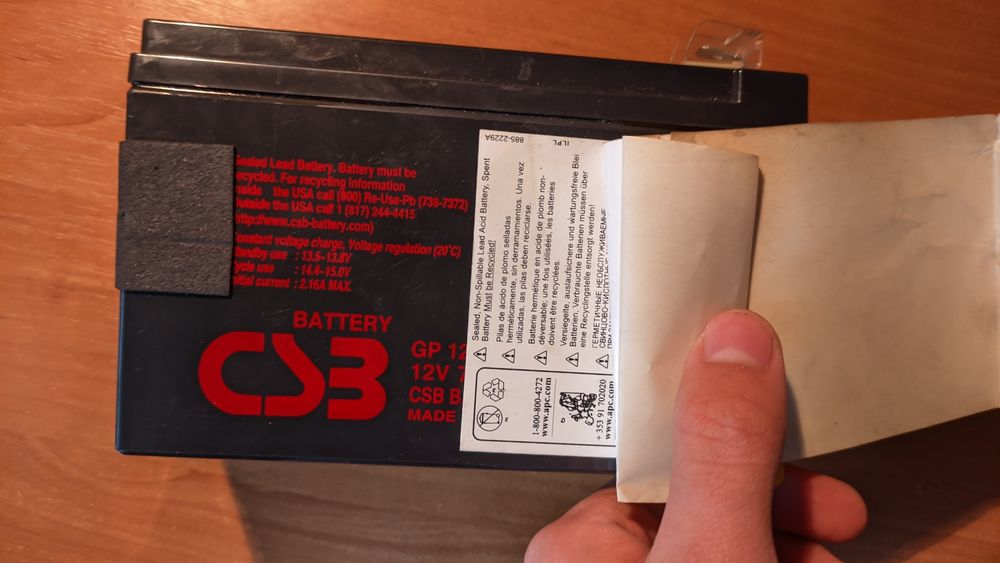 Sealed Lead Battery. Battery must be
recycled. For recycling information
inside the USA call (800) Re-Use-Pb (738-7372)
outside the USA call 1 (617) 244-4415
http://www.csb-battery.com)
Constant voltage charge, Voltage regulation (20°C)
Standby use : 13.5-13.8V
Cycle use : 14.4-15.0V
Initial current : 2.16A MAX.
BATTERY
CSB
GP 12
12V 7
CSB B
MADE
885-2229A
ILPL
Sealed, Non-Spillable Lead Acid Battery, Spent
Battery Must be Recycled!
Pilas de ácido de plomo selladas
herméticamente, sin derramamientos. Una vez
utilizadas, las pilas deben reciclarse.
Batterie hermétique en acide de plomb non-
déversable; une fois utilisées, les batteries
doivent être recyclées.
Versiegelte, auslaufsichere und wartungsfreie Blei
Batterien. Verbrauchte Batterien müssen über
eine Recyclingstelle entsorgt werden!
ГЕРМЕТИЧНЫЕ НЕОБСЛУЖИВАЕМЫЕ
СВИНЦОВО-КИСЛОТНЫЕ
1-800-800-4272
www.apc.com
+ 353 91 702020
www.apc.com